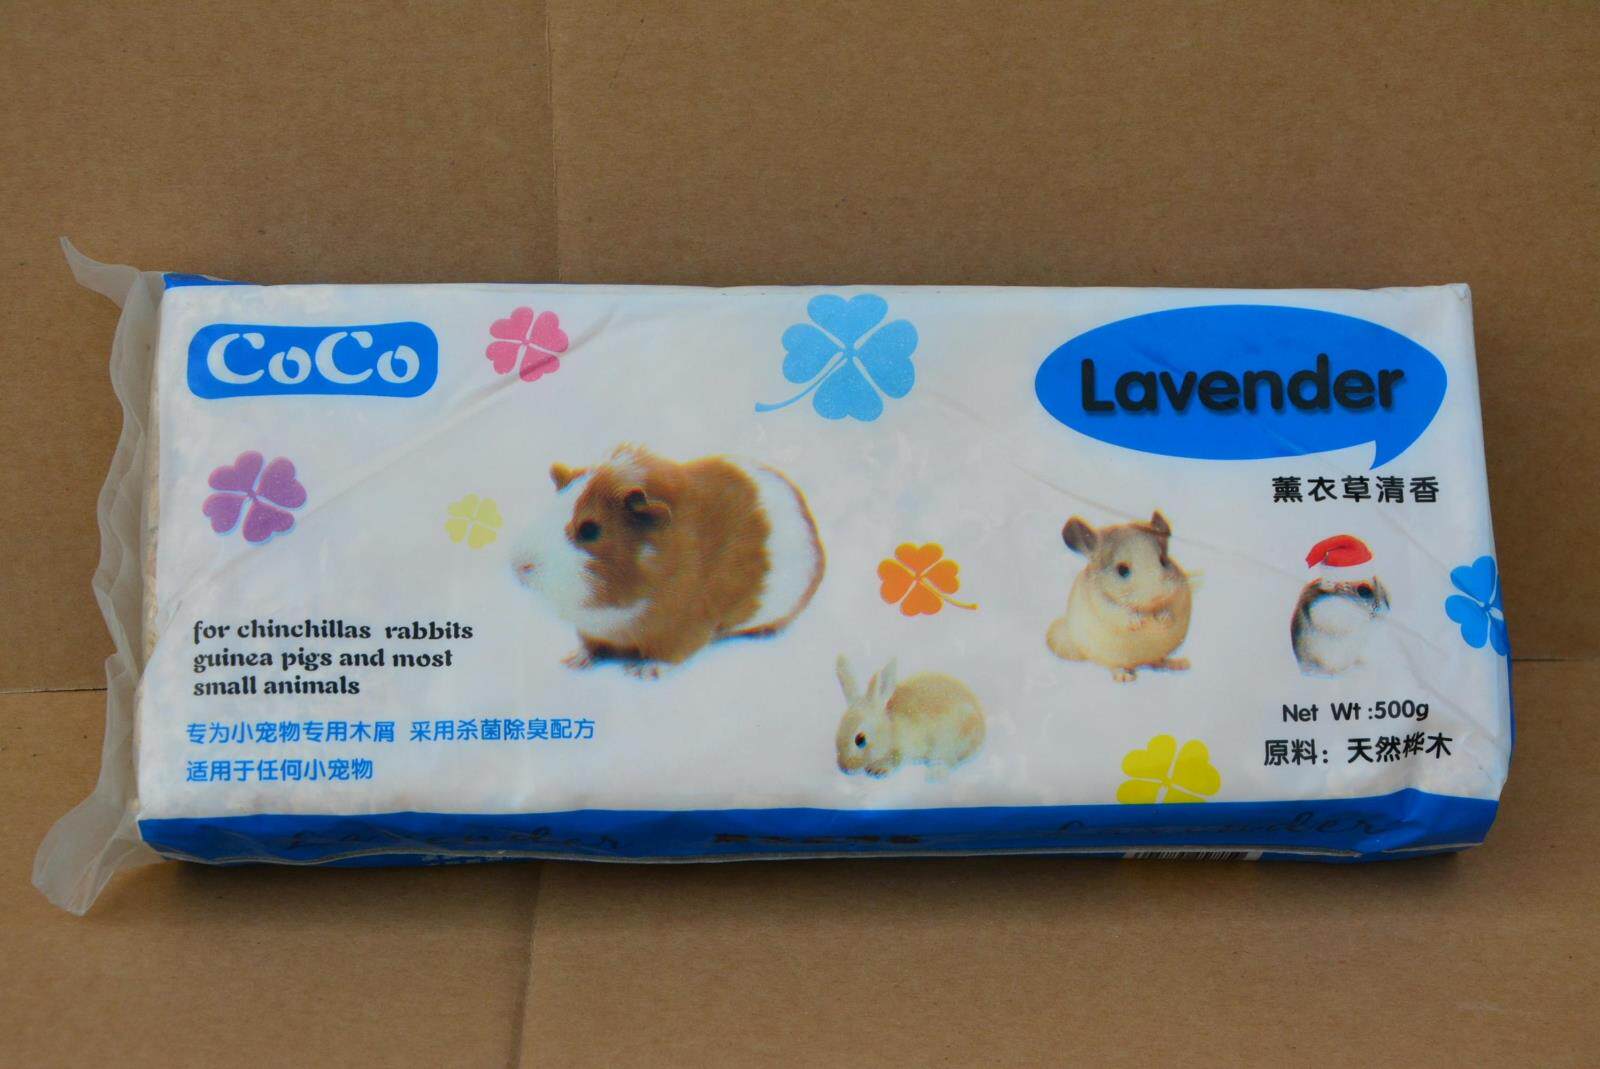 CoCo
Lavender
薰衣草清香
for chinchillas rabbits
guinea pigs and most
small animals
专为小宠物专用木屑 采用杀菌除臭配方
适用于任何小宠物
Net Wt :500g
原料：天然桦木
Lavender